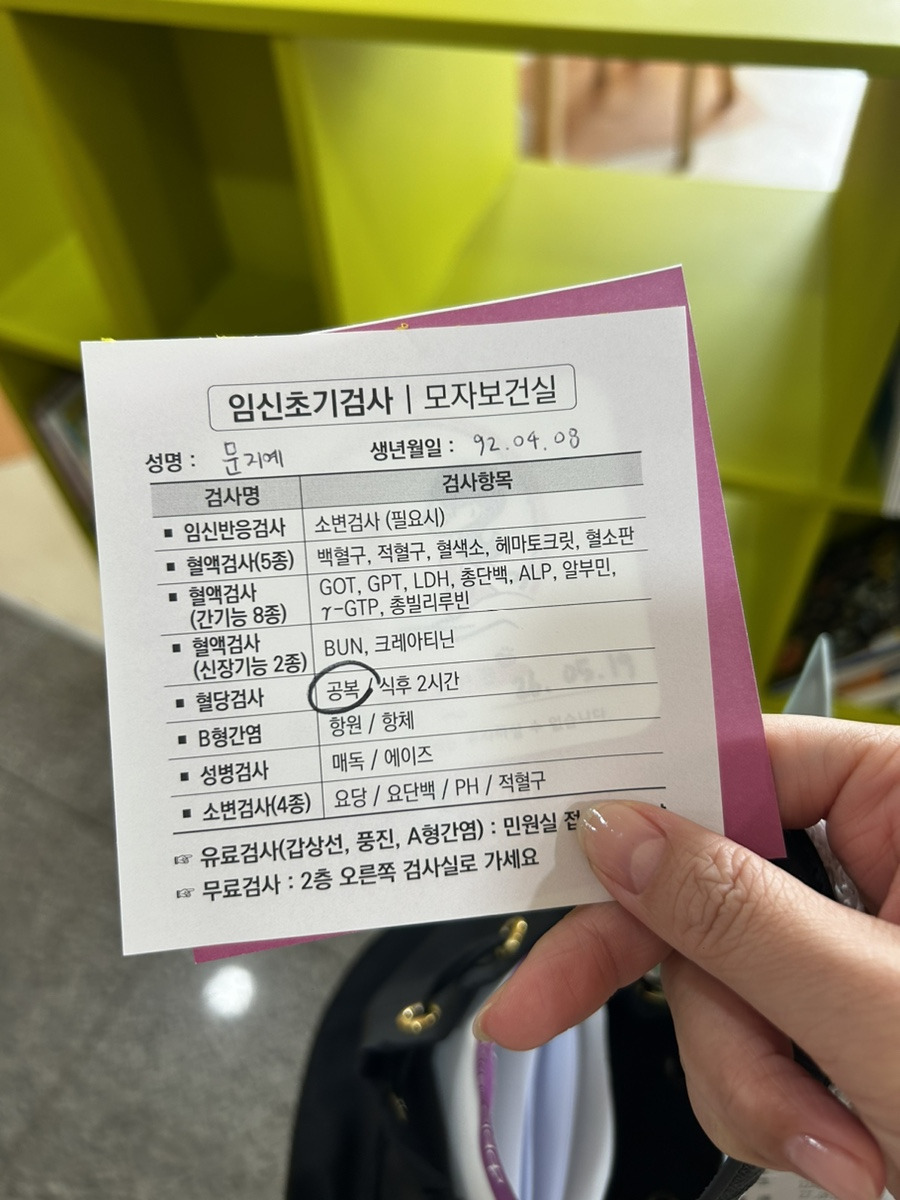 임신초기검사 | 모자보건실
성명 : 문지예 생년월일 : 92.04.08
검사명 검사항목
▪ 임신반응검사 소변검사 (필요시)
▪ 혈액검사(5종) 백혈구, 적혈구, 혈색소, 헤마토크릿, 혈소판
▪ 혈액검사 GOT, GPT, LDH, 총단백, ALP, 알부민,
(간기능 8종) γ-GTP, 총빌리루빈
▪ 혈액검사 BUN, 크레아티닌
(신장기능 2종)
▪ 혈당검사 공복, 식후 2시간
▪ B형간염 항원 / 항체
▪ 성병검사 매독 / 에이즈
▪ 소변검사(4종) 요당 / 요단백 / PH / 적혈구
☞ 유료검사(갑상선, 풍진, A형간염) : 민원실
☞ 무료검사 : 2층 오른쪽 검사실로 가세요